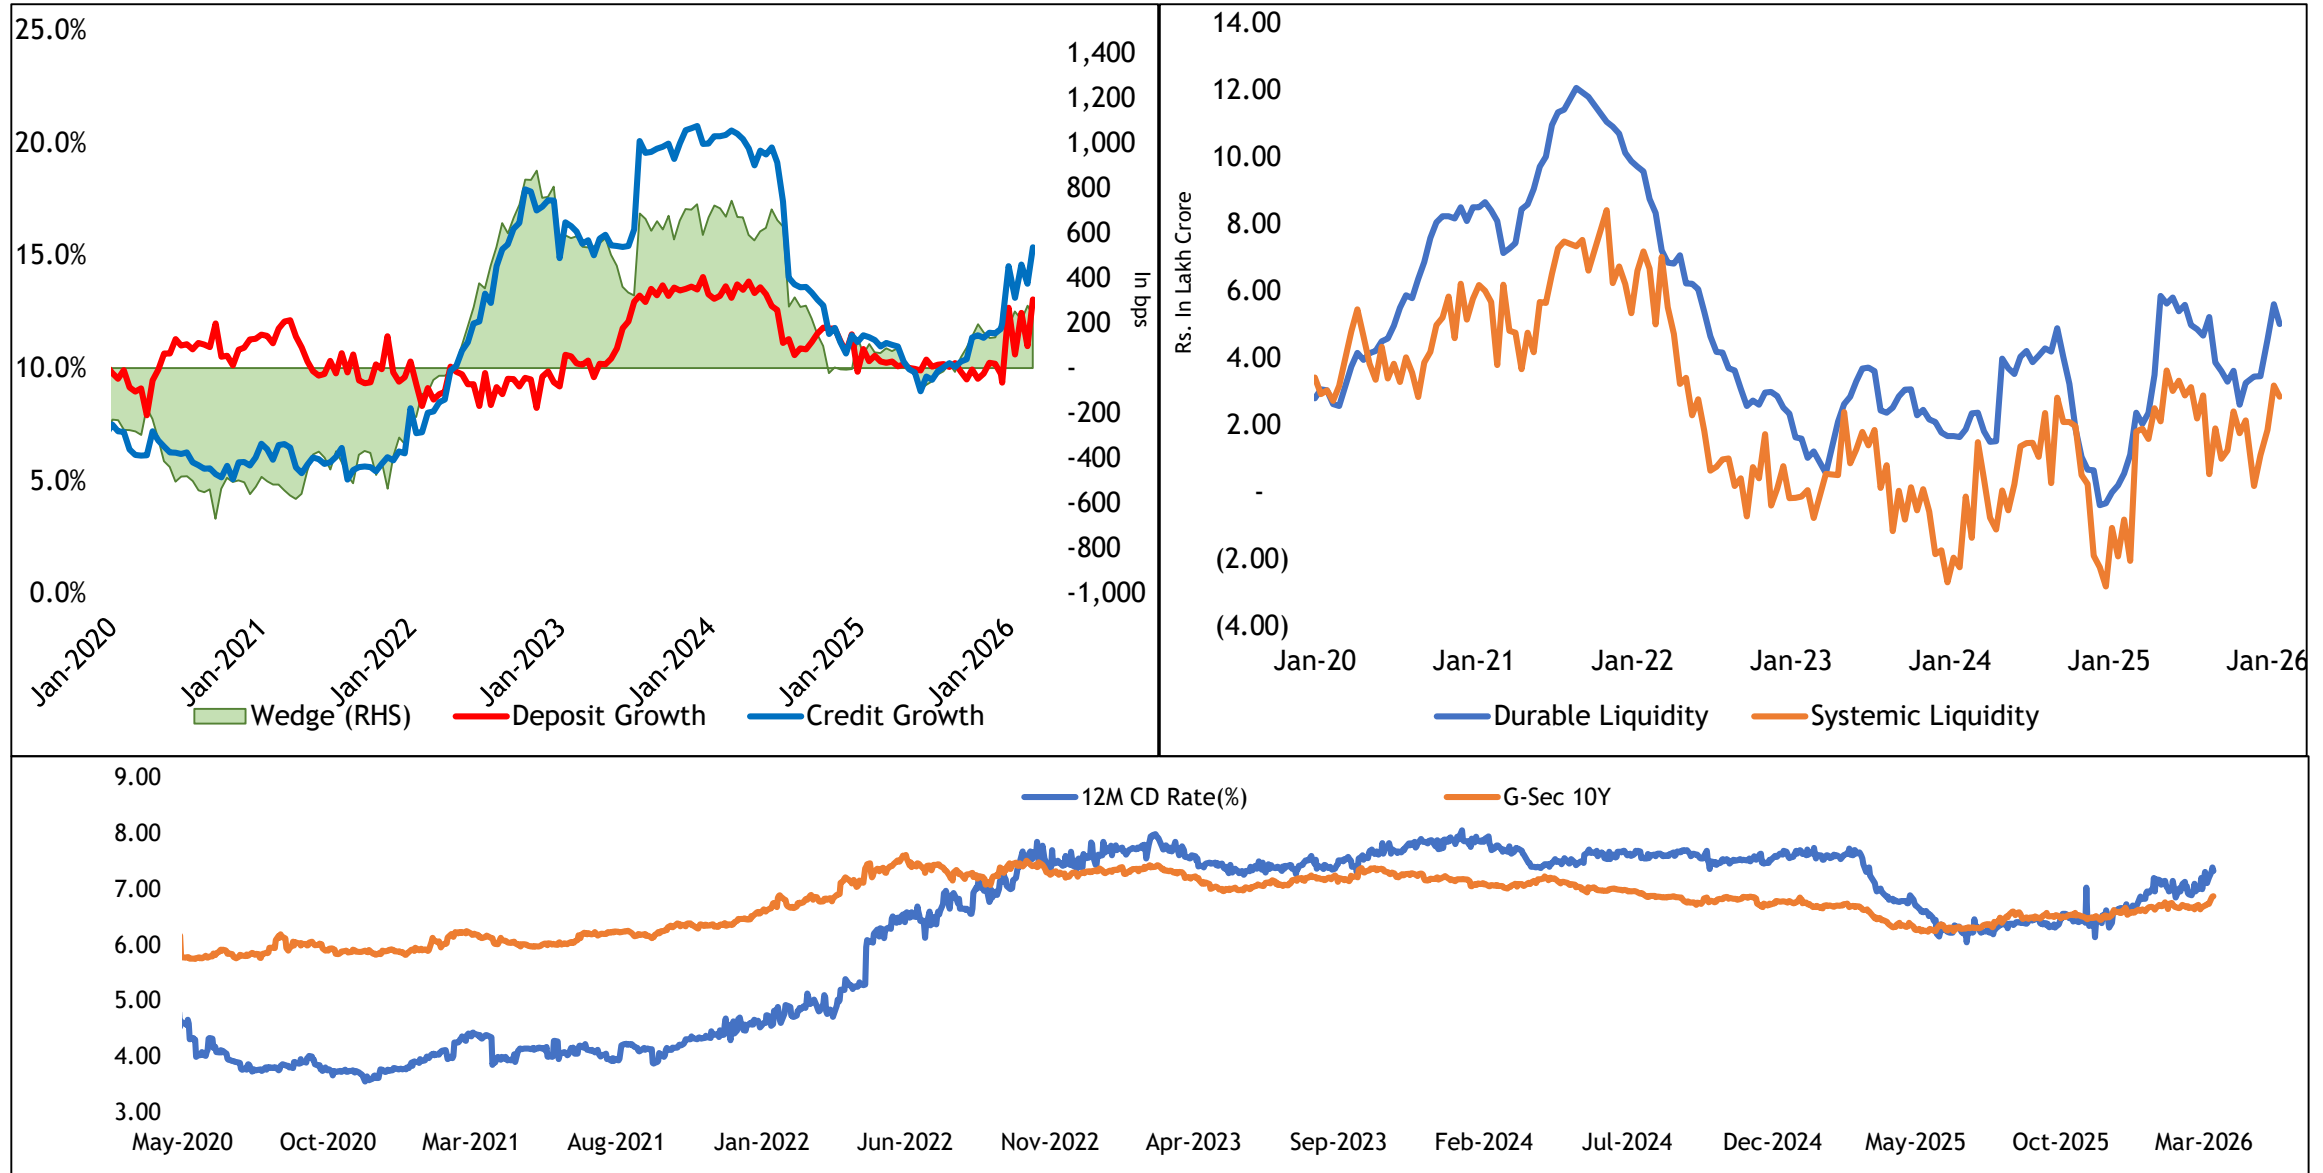 25.0%
20.0%
15.0%
10.0%
5.0%
0.0%
1,400
1,200
1,000
800
600
400
200
-
-200
-400
-600
-800
-1,000
In bps
Jan-2020
Jan-2021
Jan-2022
Jan-2023
Jan-2024
Jan-2025
Jan-2026
Wedge (RHS) Deposit Growth Credit Growth
14.00
12.00
10.00
8.00
6.00
4.00
2.00
-
(2.00)
(4.00)
Rs. In Lakh Crore
Jan-20 Jan-21 Jan-22 Jan-23 Jan-24 Jan-25 Jan-26
Durable Liquidity Systemic Liquidity
9.00
8.00
7.00
6.00
5.00
4.00
3.00
12M CD Rate(%) G-Sec 10Y
May-2020 Oct-2020 Mar-2021 Aug-2021 Jan-2022 Jun-2022 Nov-2022 Apr-2023 Sep-2023 Feb-2024 Jul-2024 Dec-2024 May-2025 Oct-2025 Mar-2026